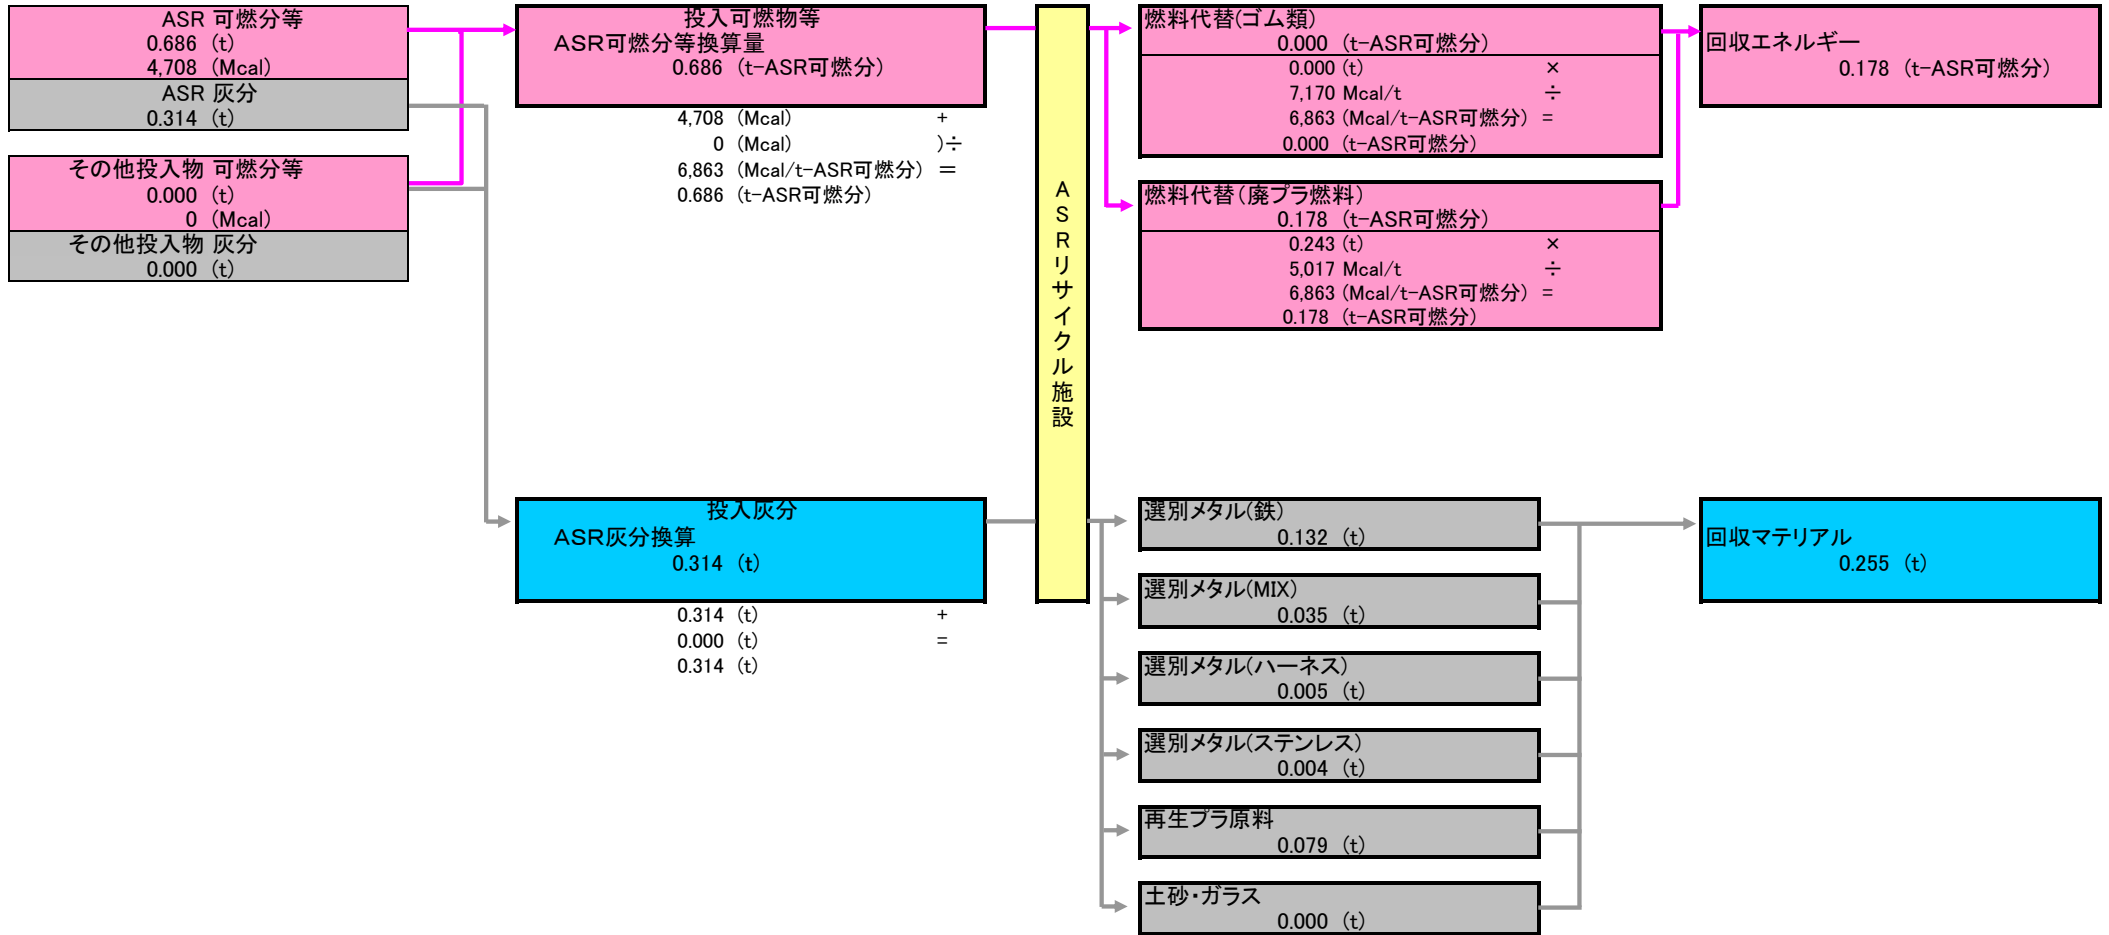 ASR 可燃分等
0.686 (t)
4,708 (Mcal)
ASR 灰分
0.314 (t)
その他投入物 可燃分等
0.000 (t)
0 (Mcal)
その他投入物 灰分
0.000 (t)
投入可燃物等
ASR可燃分等換算量
0.686 (t-ASR可燃分)
4,708 (Mcal) +
0 (Mcal) )÷
6,863 (Mcal/t-ASR可燃分) =
0.686 (t-ASR可燃分)
投入灰分
ASR灰分換算
0.314 (t)
0.314 (t) +
0.000 (t) =
0.314 (t)
ASRリサイクル施設
燃料代替(ゴム類)
0.000 (t-ASR可燃分)
0.000 (t) ×
7,170 Mcal/t ÷
6,863 (Mcal/t-ASR可燃分) =
0.000 (t-ASR可燃分)
燃料代替(廃プラ燃料)
0.178 (t-ASR可燃分)
0.243 (t) ×
5,017 Mcal/t ÷
6,863 (Mcal/t-ASR可燃分) =
0.178 (t-ASR可燃分)
選別メタル(鉄)
0.132 (t)
選別メタル(MIX)
0.035 (t)
選別メタル(ハーネス)
0.005 (t)
選別メタル(ステンレス)
0.004 (t)
再生プラ原料
0.079 (t)
土砂・ガラス
0.000 (t)
回収エネルギー
0.178 (t-ASR可燃分)
回収マテリアル
0.255 (t)